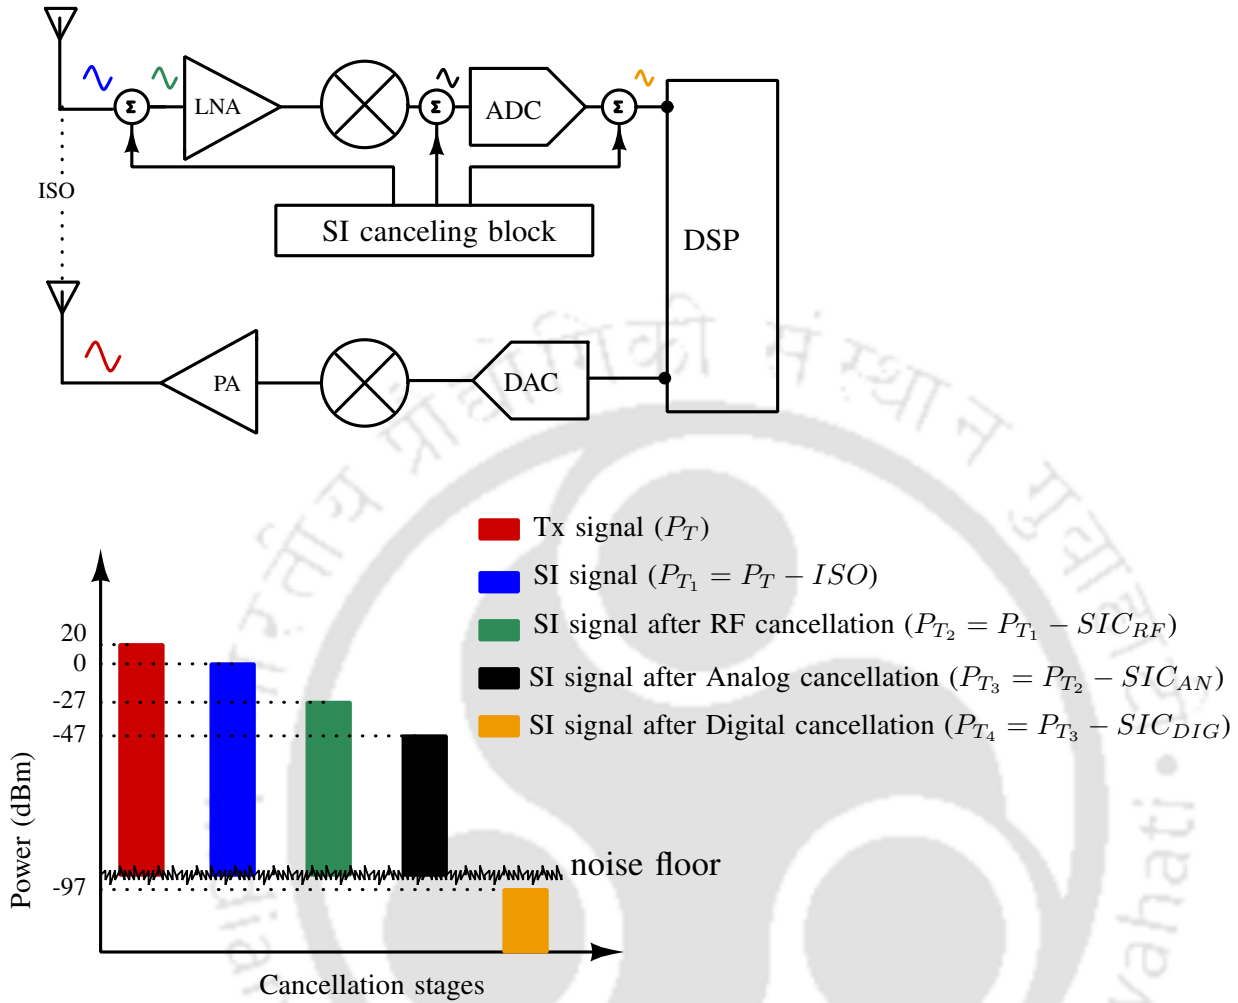 Σ
LNA
Σ
ADC
Σ
ISO
SI canceling block
DSP
PA
DAC
Tx signal (P_T)
SI signal (P_{T_1} = P_T − ISO)
SI signal after RF cancellation (P_{T_2} = P_{T_1} − SIC_{RF})
SI signal after Analog cancellation (P_{T_3} = P_{T_2} − SIC_{AN})
SI signal after Digital cancellation (P_{T_4} = P_{T_3} − SIC_{DIG})
20
0
-27
-47
-97
Power (dBm)
noise floor
Cancellation stages